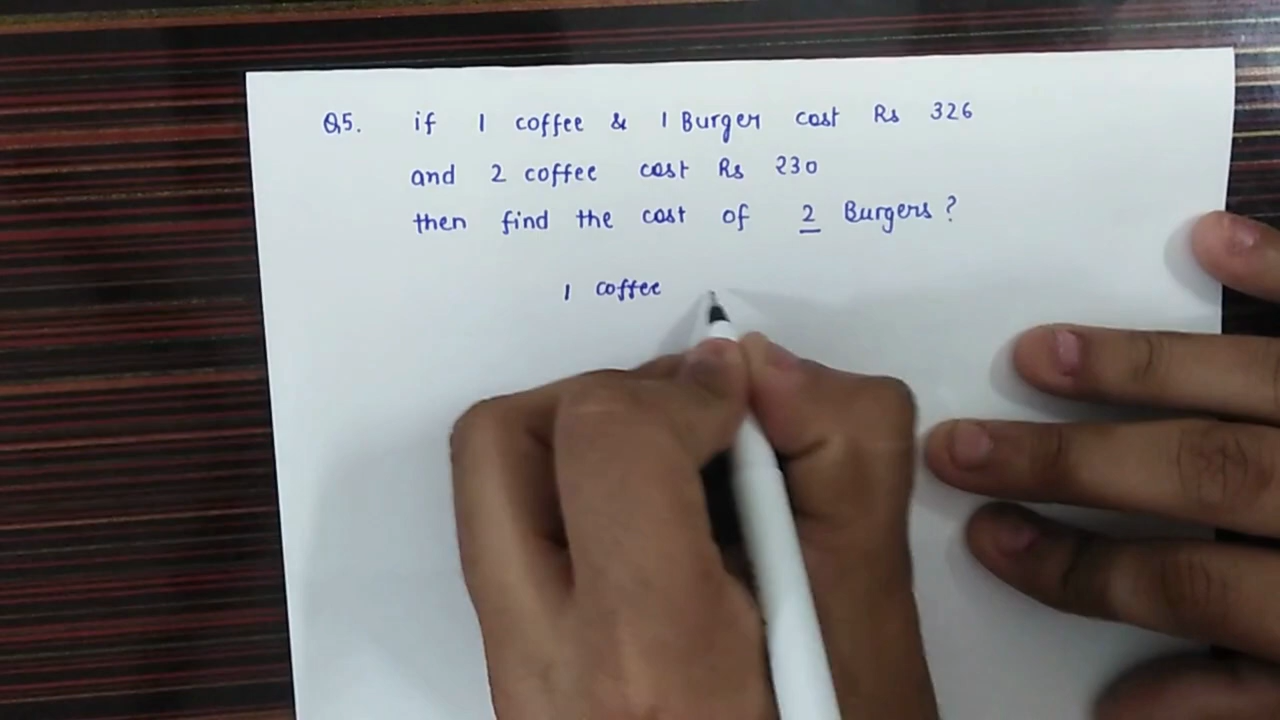 Q5. if 1 coffee & 1 Burger cost Rs 326
and 2 coffee cost Rs 230
then find the cost of 2 Burgers ?
1 coffee